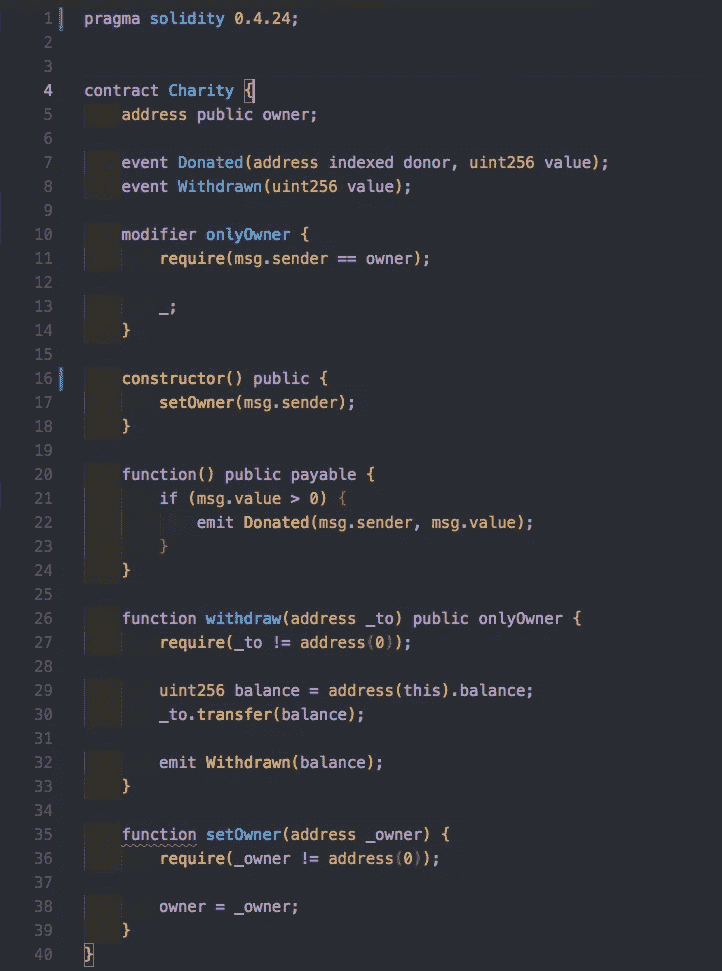 1 pragma solidity 0.4.24;
2
3
4 contract Charity {
5 address public owner;
6
7 event Donated(address indexed donor, uint256 value);
8 event Withdrawn(uint256 value);
9
10 modifier onlyOwner {
11 require(msg.sender == owner);
12
13 _;
14 }
15
16 constructor() public {
17 setOwner(msg.sender);
18 }
19
20 function() public payable {
21 if (msg.value > 0) {
22 emit Donated(msg.sender, msg.value);
23 }
24 }
25
26 function withdraw(address _to) public onlyOwner {
27 require(_to != address(0));
28
29 uint256 balance = address(this).balance;
30 _to.transfer(balance);
31
32 emit Withdrawn(balance);
33 }
34
35 function setOwner(address _owner) {
36 require(_owner != address(0));
37
38 owner = _owner;
39 }
40 }